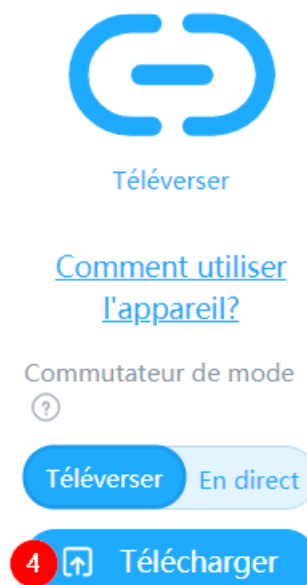 Téléverser
Comment utiliser
l'appareil?
Commutateur de mode
?
Téléverser En direct
4 Télécharger